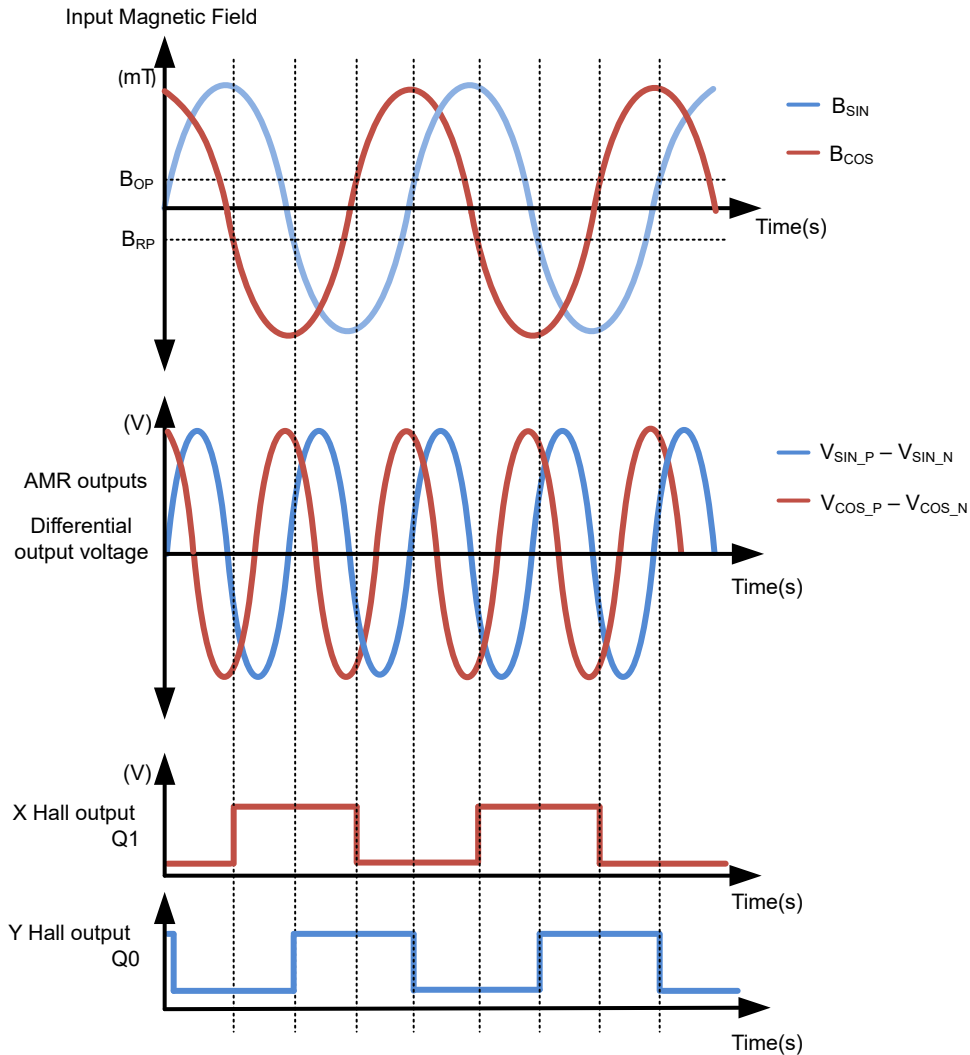 Input Magnetic Field
(mT)
B_SIN
B_COS
B_OP
Time(s)
B_RP
(V)
V_SIN_P – V_SIN_N
AMR outputs
V_COS_P – V_COS_N
Differential
output voltage
Time(s)
(V)
X Hall output
Q1
Time(s)
Y Hall output
Q0
Time(s)